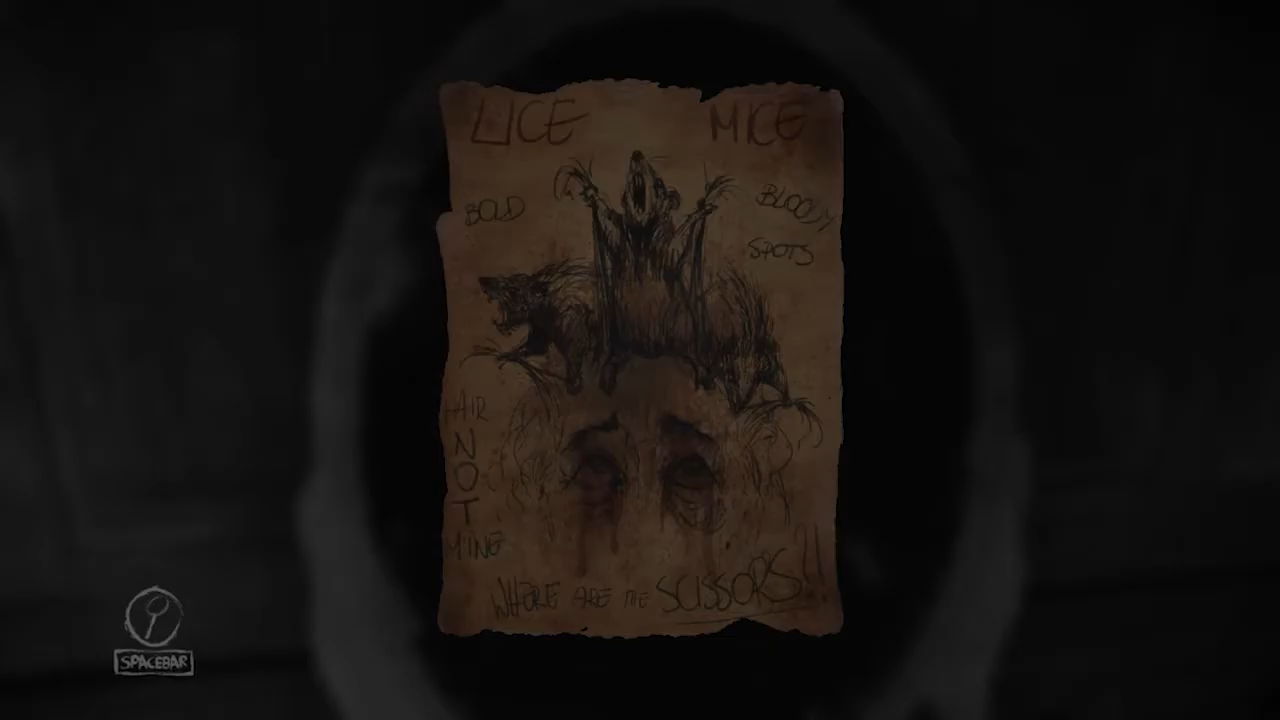 LICE MICE
BOLD
BLOODY
SPOTS
HAIR
NOT
MINE
WHERE ARE THE SCISSORS!!
SPACEBAR